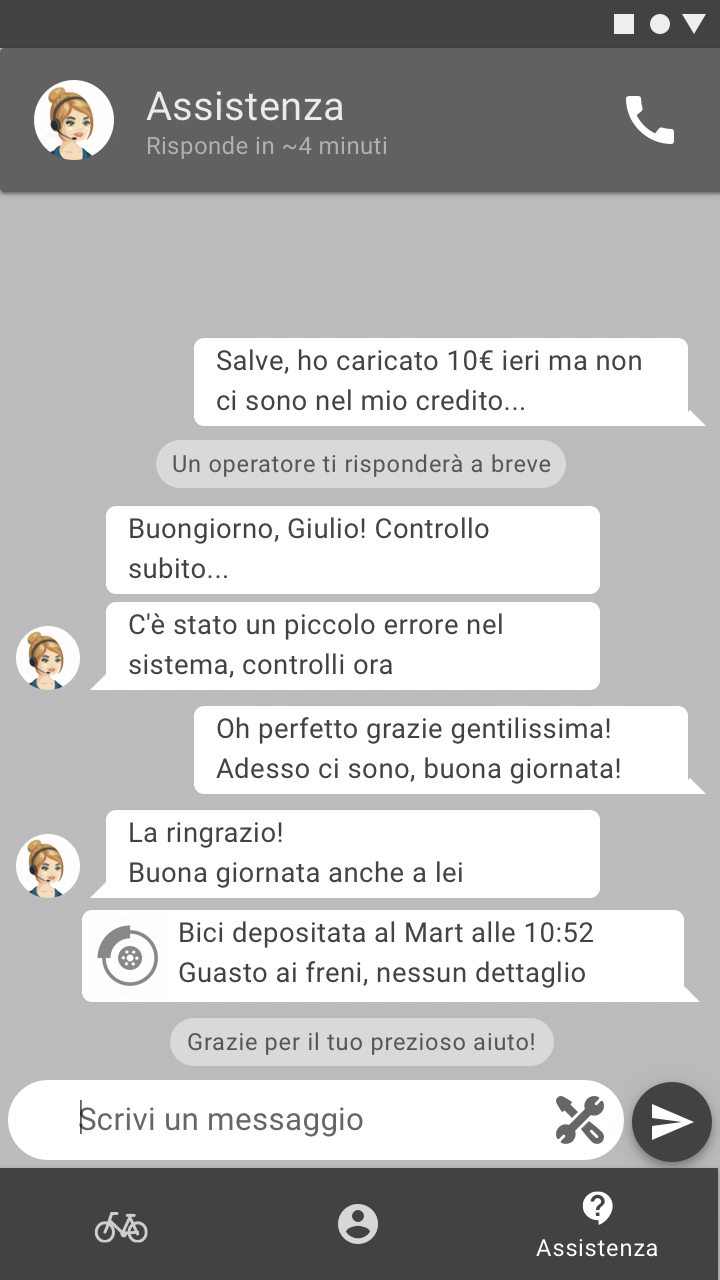 Assistenza
Risponde in ~4 minuti
Salve, ho caricato 10€ ieri ma non
ci sono nel mio credito...
Un operatore ti risponderà a breve
Buongiorno, Giulio! Controllo
subito...
C'è stato un piccolo errore nel
sistema, controlli ora
Oh perfetto grazie gentilissima!
Adesso ci sono, buona giornata!
La ringrazio!
Buona giornata anche a lei
Bici depositata al Mart alle 10:52
Guasto ai freni, nessun dettaglio
Grazie per il tuo prezioso aiuto!
Scrivi un messaggio
Assistenza